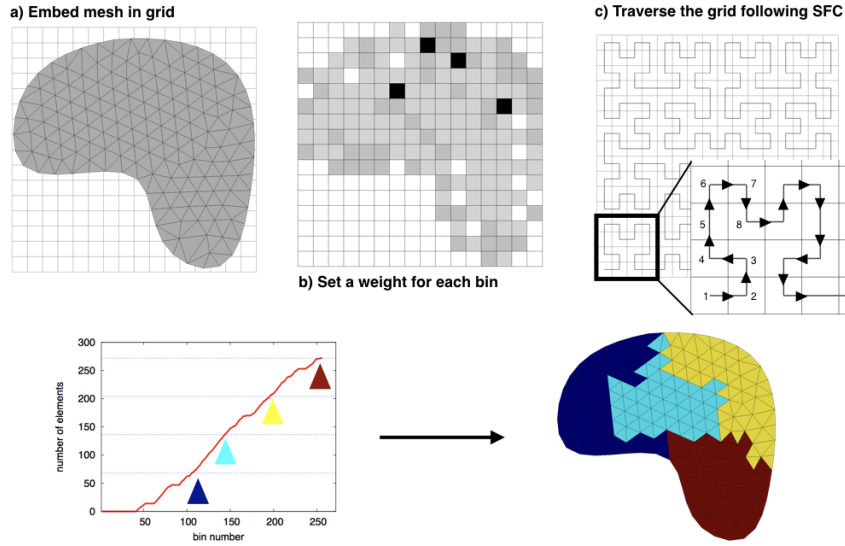 a) Embed mesh in grid
b) Set a weight for each bin
c) Traverse the grid following SFC
6 7
5 8
4 3
1 2
300
250
200
150
100
50
0
number of elements
50 100 150 200 250
bin number